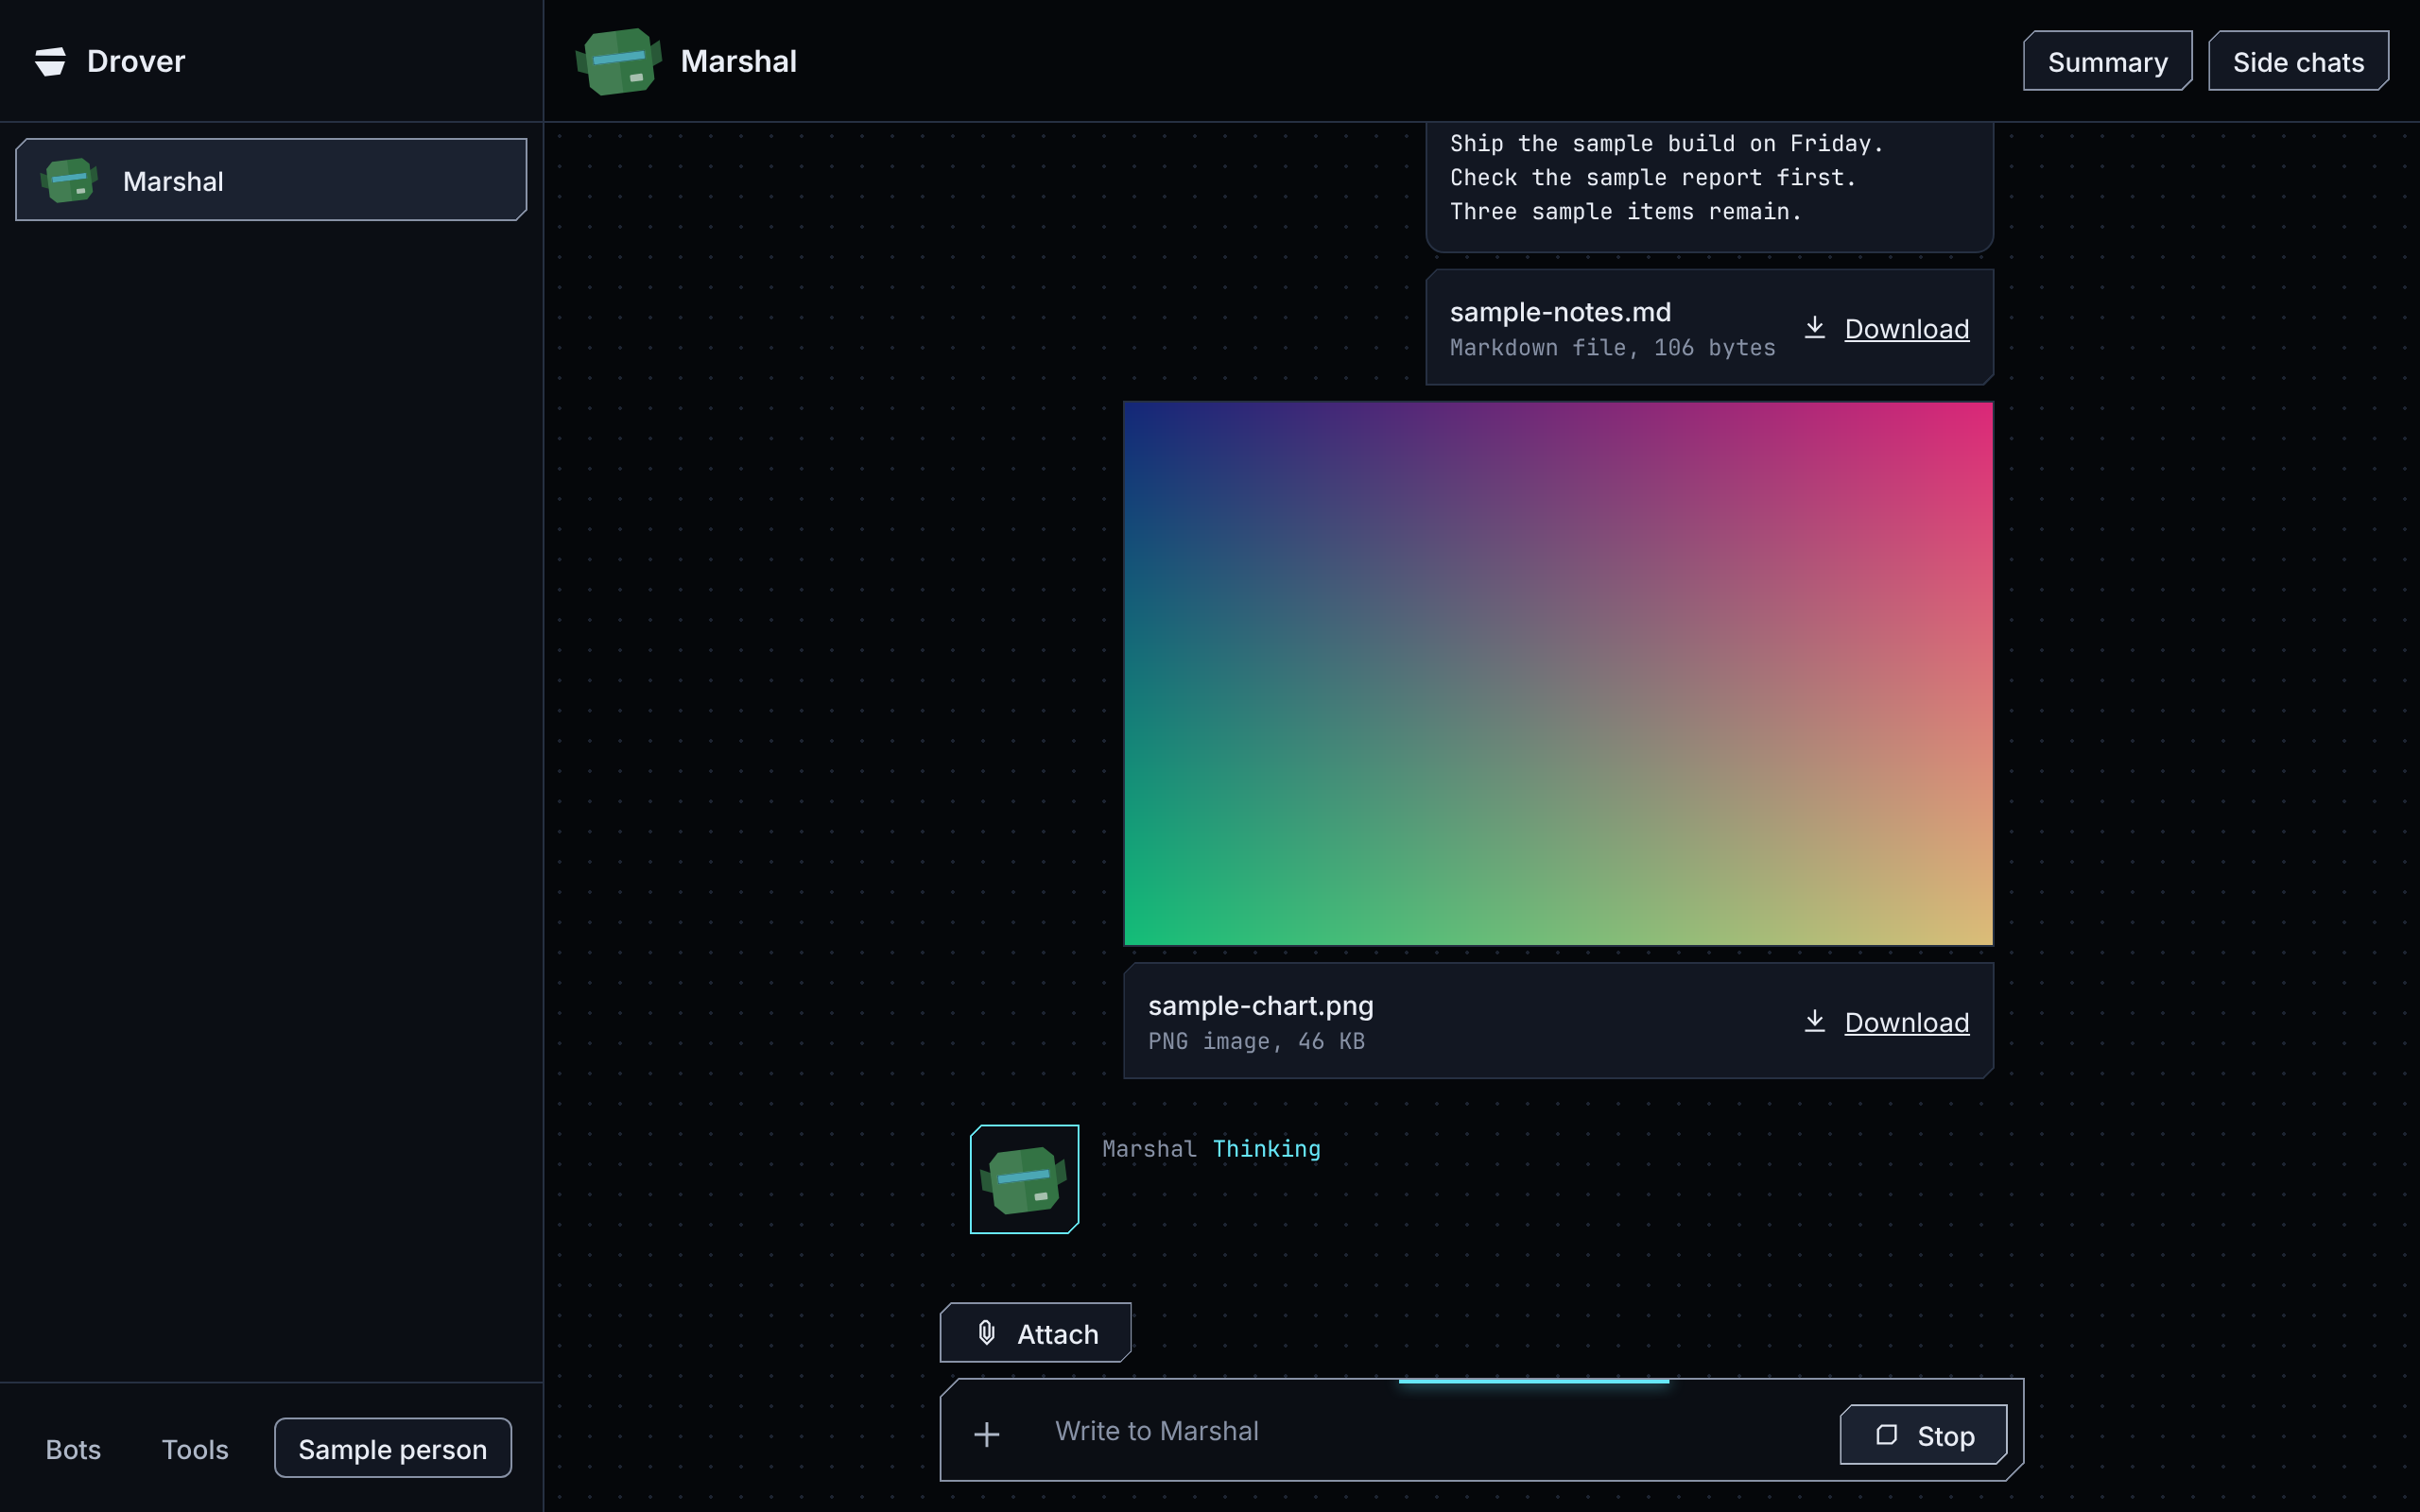 Drover
Marshal
Summary
Side chats
Marshal
Ship the sample build on Friday.
Check the sample report first.
Three sample items remain.
sample-notes.md
Markdown file, 106 bytes
Download
sample-chart.png
PNG image, 46 KB
Download
Marshal Thinking
Attach
Write to Marshal
Stop
Bots
Tools
Sample person